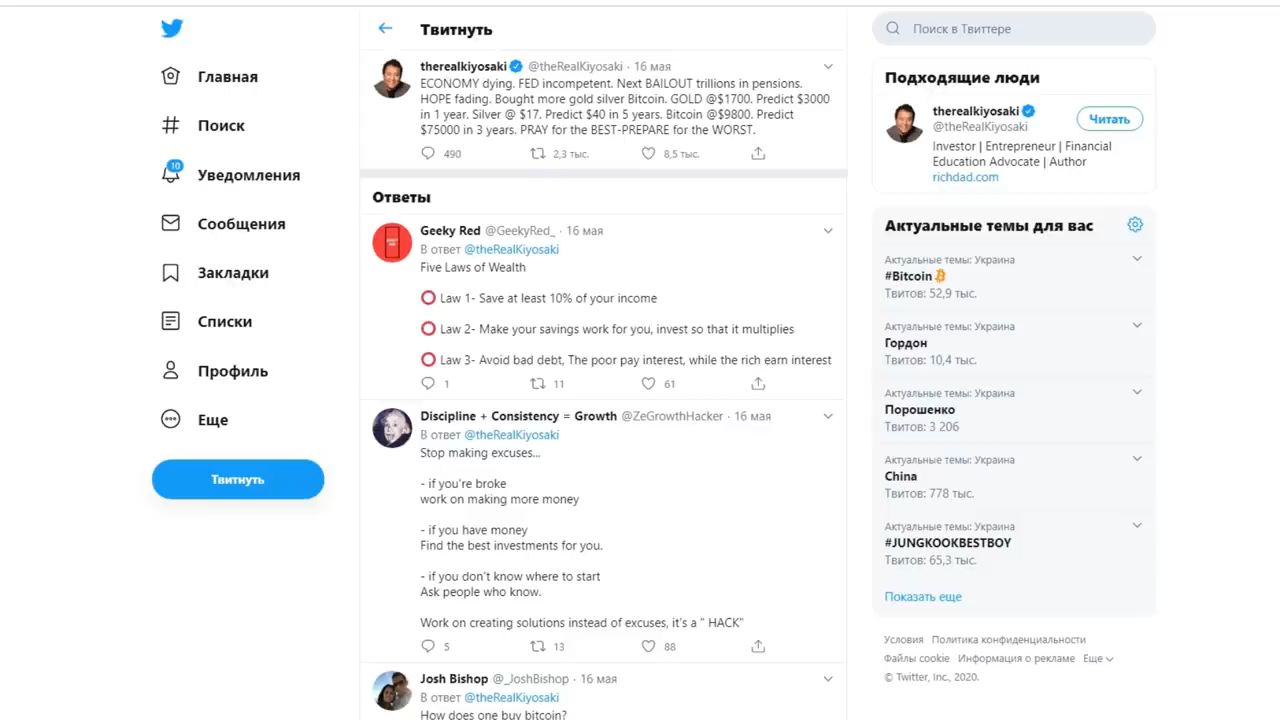 Главная
Поиск
10
Уведомления
Сообщения
Закладки
Списки
Профиль
Еще
Твитнуть
Твитнуть
therealkiyosaki @theRealKiyosaki · 16 мая
ECONOMY dying. FED incompetent. Next BAILOUT trillions in pensions.
HOPE fading. Bought more gold silver Bitcoin. GOLD @$1700. Predict $3000
in 1 year. Silver @ $17. Predict $40 in 5 years. Bitcoin @$9800. Predict
$75000 in 3 years. PRAY for the BEST-PREPARE for the WORST.
490 2,3 тыс. 8,5 тыс.
Ответы
Geeky Red @GeekyRed_ · 16 мая
В ответ @theRealKiyosaki
Five Laws of Wealth
Law 1- Save at least 10% of your income
Law 2- Make your savings work for you, invest so that it multiplies
Law 3- Avoid bad debt, The poor pay interest, while the rich earn interest
1 11 61
Discipline + Consistency = Growth @ZeGrowthHacker · 16 мая
В ответ @theRealKiyosaki
Stop making excuses...
- if you're broke
work on making more money
- if you have money
Find the best investments for you.
- if you don't know where to start
Ask people who know.
Work on creating solutions instead of excuses, it's a " HACK"
5 13 88
Josh Bishop @_JoshBishop · 16 мая
В ответ @theRealKiyosaki
How does one buy bitcoin?
Поиск в Твиттере
Подходящие люди
therealkiyosaki
@theRealKiyosaki
Читать
Investor | Entrepreneur | Financial
Education Advocate | Author
richdad.com
Актуальные темы для вас
Актуальные темы: Украина
#Bitcoin
Твитов: 52,9 тыс.
Актуальные темы: Украина
Гордон
Твитов: 10,4 тыс.
Актуальные темы: Украина
Порошенко
Твитов: 3 206
Актуальные темы: Украина
China
Твитов: 778 тыс.
Актуальные темы: Украина
#JUNGKOOKBESTBOY
Твитов: 65,3 тыс.
Показать еще
Условия Политика конфиденциальности
Файлы cookie Информация о рекламе Еще
© Twitter, Inc., 2020.